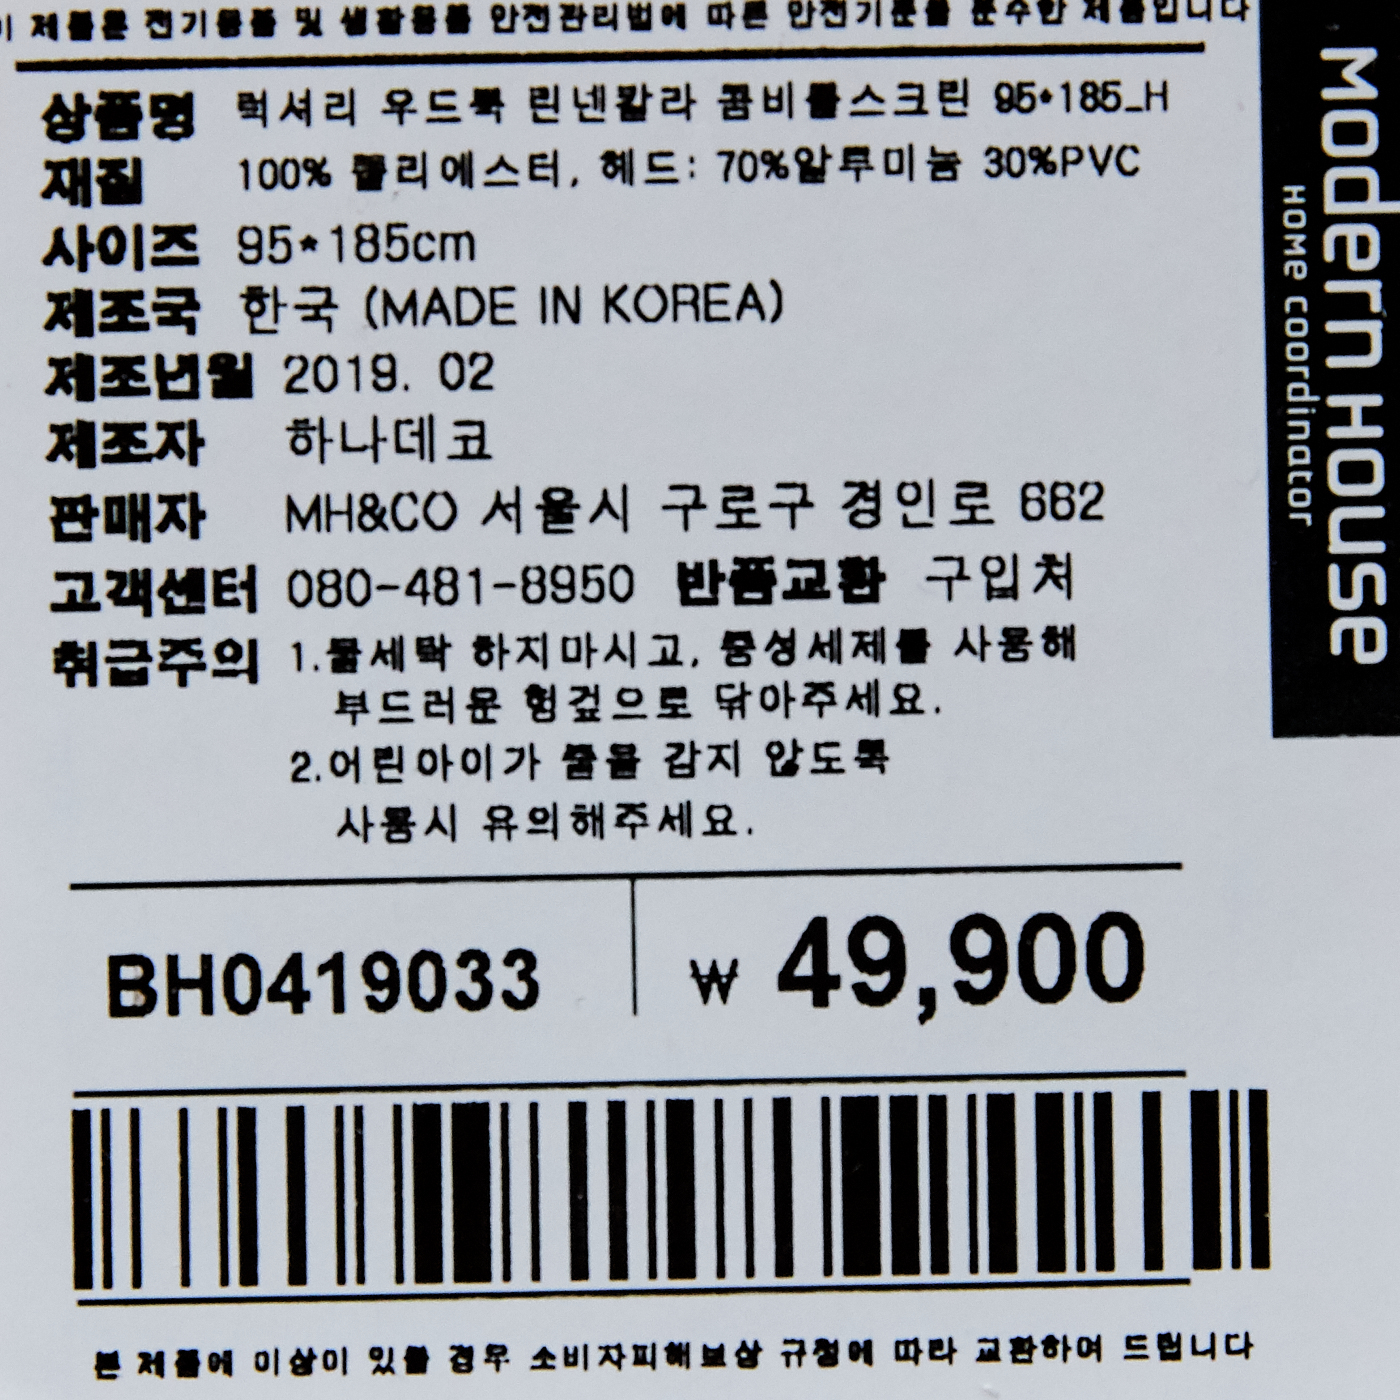 이 제품은 전기용품 및 생활용품 안전관리법에 따른 안전기준을 준수한 제품입니다
상품명 럭셔리 우드룩 린넨칼라 콤비롤스크린 95*185_H
재질 100% 폴리에스터, 헤드: 70%알루미늄 30%PVC
사이즈 95*185cm
제조국 한국 (MADE IN KOREA)
제조년월 2019. 02
제조자 하나데코
판매자 MH&CO 서울시 구로구 경인로 662
고객센터 080-481-8950 반품교환 구입처
취급주의 1.물세탁 하지마시고, 중성세제를 사용해
부드러운 헝겊으로 닦아주세요.
2.어린아이가 줄을 감지 않도록
사용시 유의해주세요.
BH0419033 ₩ 49,900
본 제품에 이상이 있을 경우 소비자피해보상 규정에 따라 교환하여 드립니다
Modern House
Home coordinator